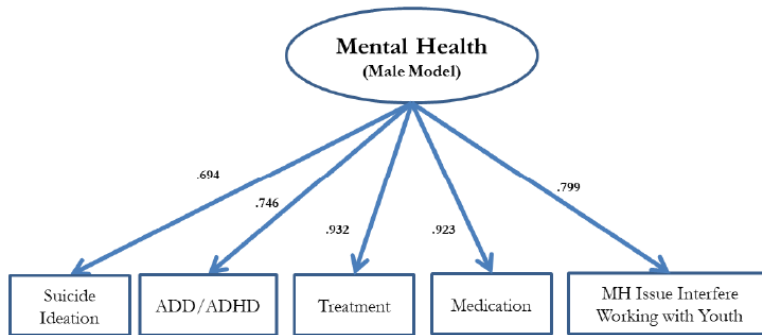 Mental Health
(Male Model)
.694
.746
.932
.923
.799
Suicide
Ideation
ADD/ADHD
Treatment
Medication
MH Issue Interfere
Working with Youth